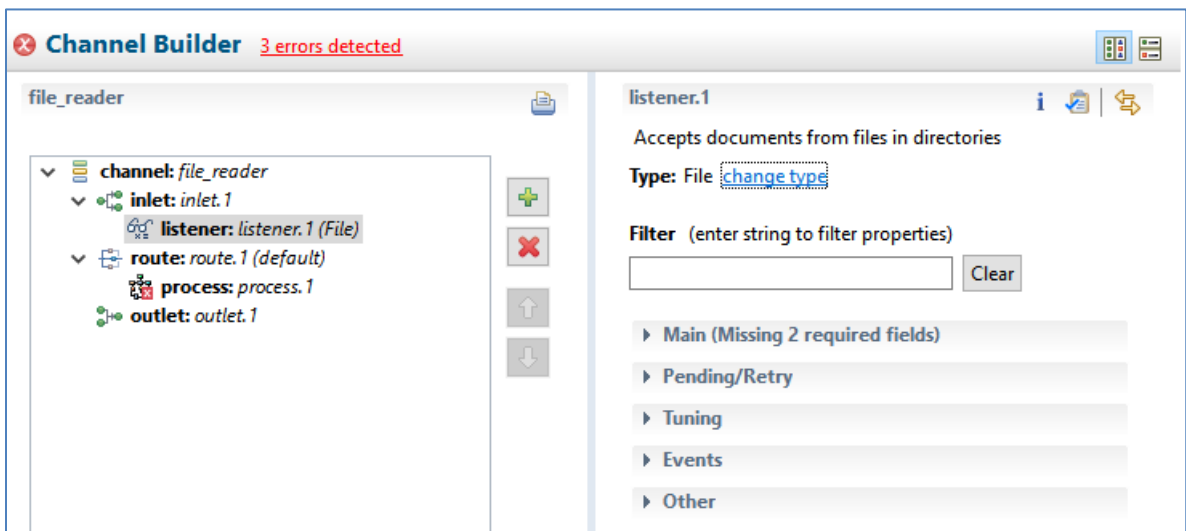 Channel Builder 3 errors detected
file_reader
channel: file_reader
inlet: inlet.1
listener: listener.1 (File)
route: route.1 (default)
process: process.1
outlet: outlet.1
listener.1
Accepts documents from files in directories
Type: File change type
Filter (enter string to filter properties)
Clear
Main (Missing 2 required fields)
Pending/Retry
Tuning
Events
Other